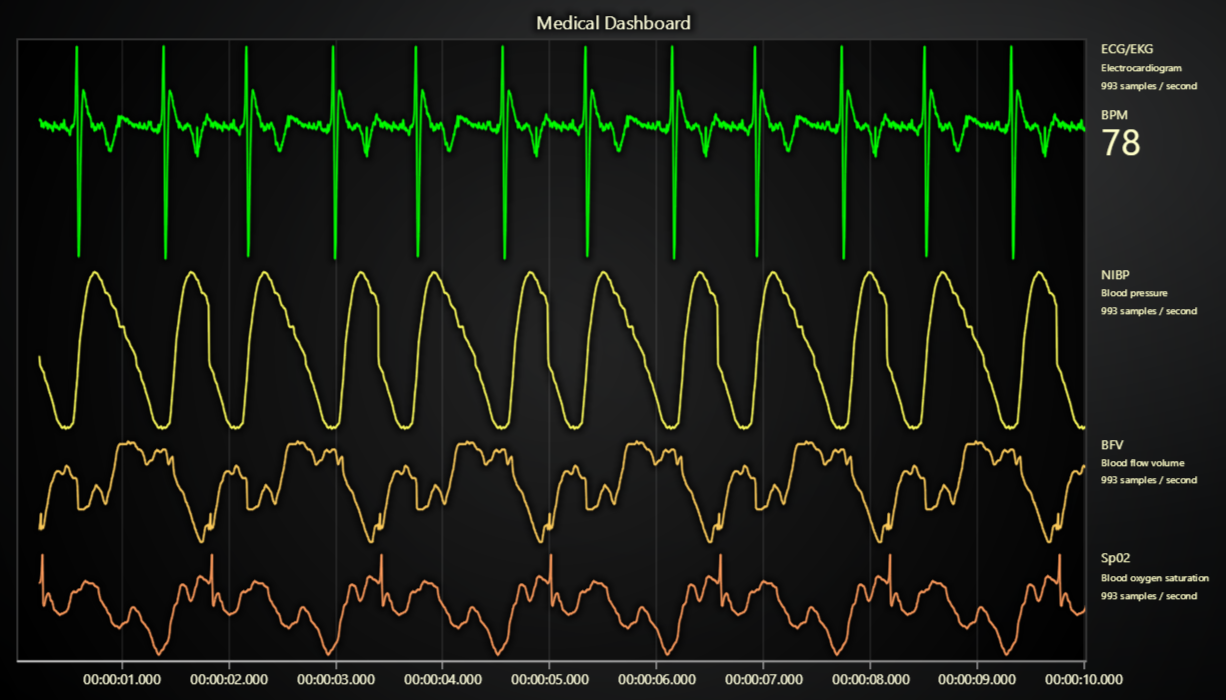 Medical Dashboard
ECG/EKG
Electrocardiogram
993 samples / second
BPM
78
NIBP
Blood pressure
993 samples / second
BFV
Blood flow volume
993 samples / second
Sp02
Blood oxygen saturation
993 samples / second
00:00:01.000 00:00:02.000 00:00:03.000 00:00:04.000 00:00:05.000 00:00:06.000 00:00:07.000 00:00:08.000 00:00:09.000 00:00:10.000